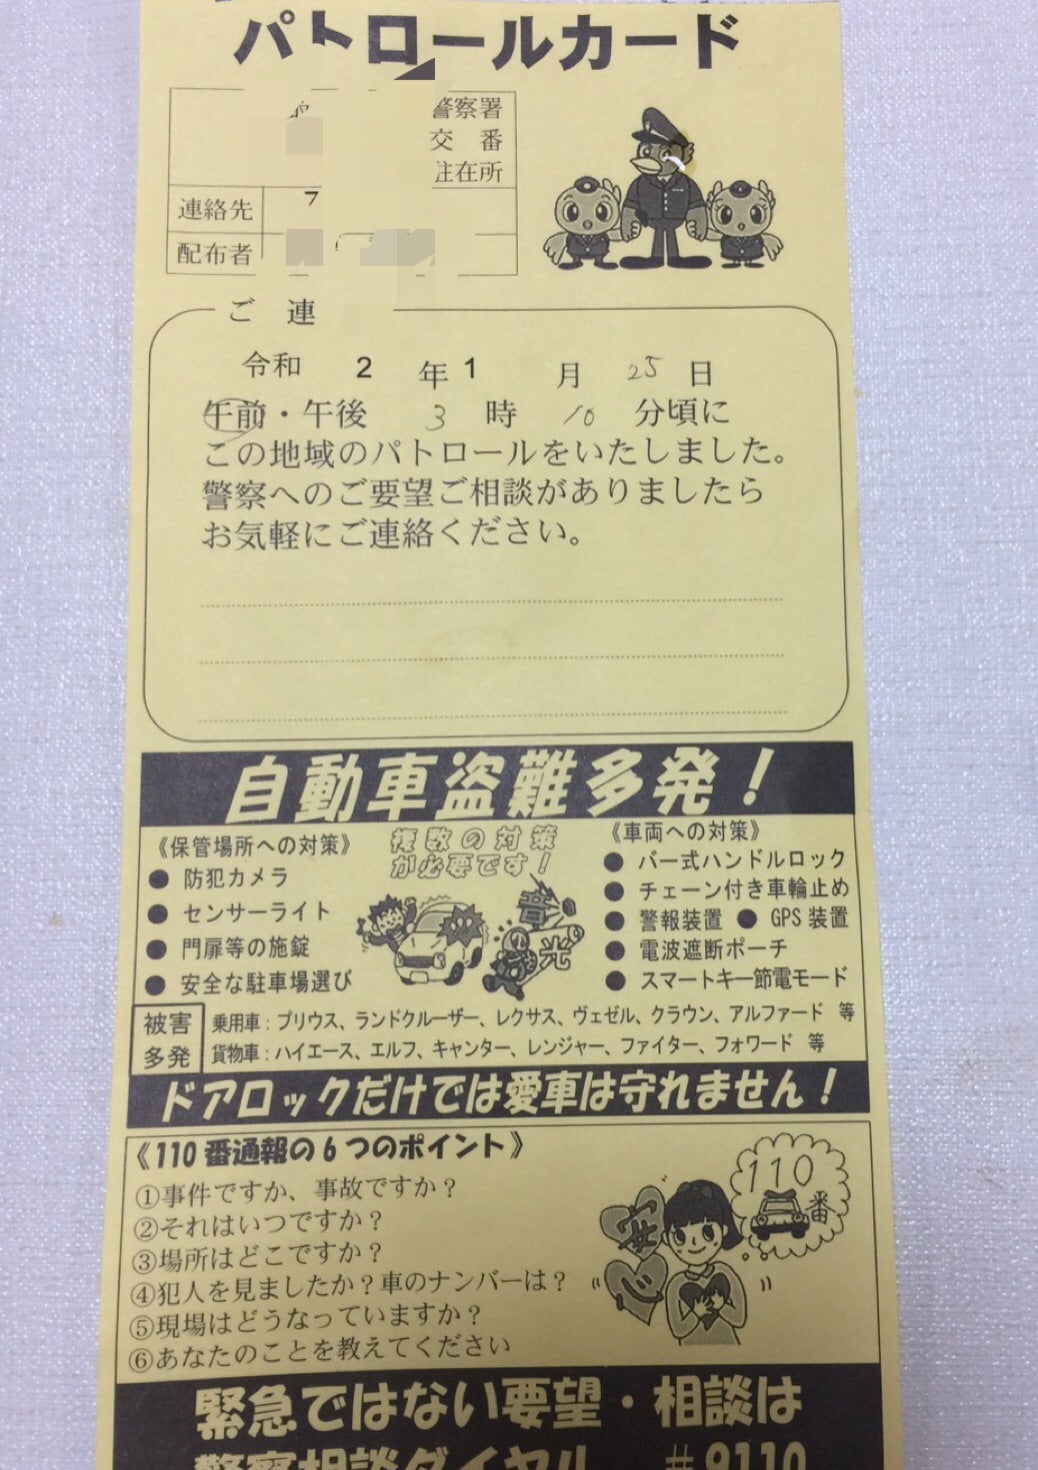 パトロールカード
警察署
交番
駐在所
連絡先 7
配布者
ご連
令和 2 年 1 月 25 日
午前・午後 3 時 10 分頃に
この地域のパトロールをいたしました。
警察へのご要望ご相談がありましたら
お気軽にご連絡ください。
自動車盗難多発！
《保管場所への対策》
● 防犯カメラ
● センサーライト
● 門扉等の施錠
● 安全な駐車場選び
複数の対策
が必要です！
音
光
《車両への対策》
● バー式ハンドルロック
● チェーン付き車輪止め
● 警報装置 ● GPS装置
● 電波遮断ポーチ
● スマートキー節電モード
被害
多発
乗用車：プリウス、ランドクルーザー、レクサス、ヴェゼル、クラウン、アルファード 等
貨物車：ハイエース、エルフ、キャンター、レンジャー、ファイター、フォワード 等
ドアロックだけでは愛車は守れません！
《110番通報の6つのポイント》
①事件ですか、事故ですか？
②それはいつですか？
③場所はどこですか？
④犯人を見ましたか？車のナンバーは？
⑤現場はどうなっていますか？
⑥あなたのことを教えてください
110
番
安
心
緊急ではない要望・相談は
警察相談ダイヤル #9110